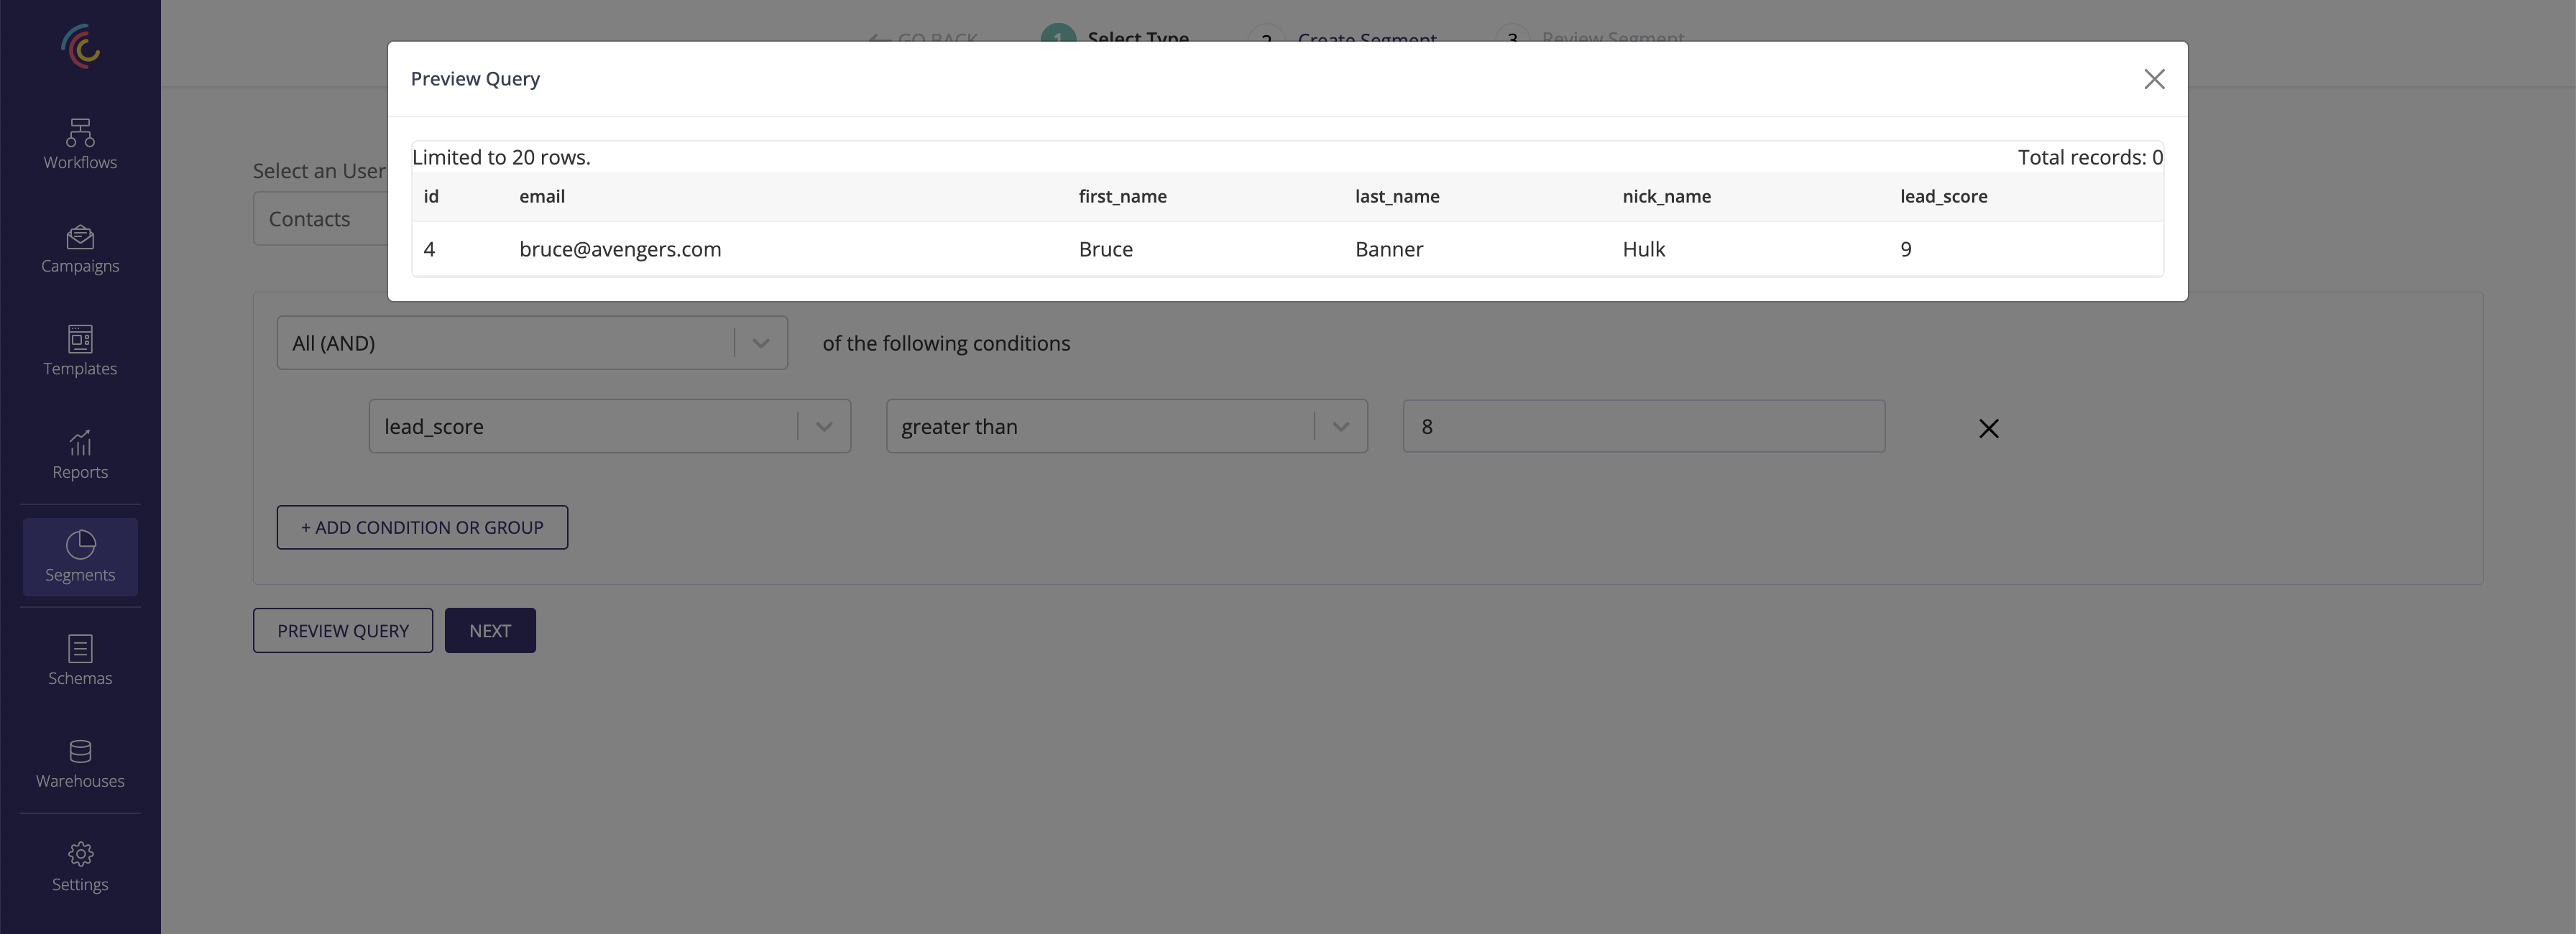 GO BACK
1 Select Type
2 Create Segment
3 Review Segment
Preview Query
Limited to 20 rows.
Total records: 0
id email first_name last_name nick_name lead_score
4 bruce@avengers.com Bruce Banner Hulk 9
Workflows
Campaigns
Templates
Reports
Segments
Schemas
Warehouses
Settings
Select an User
Contacts
All (AND) of the following conditions
lead_score greater than 8
+ ADD CONDITION OR GROUP
PREVIEW QUERY NEXT